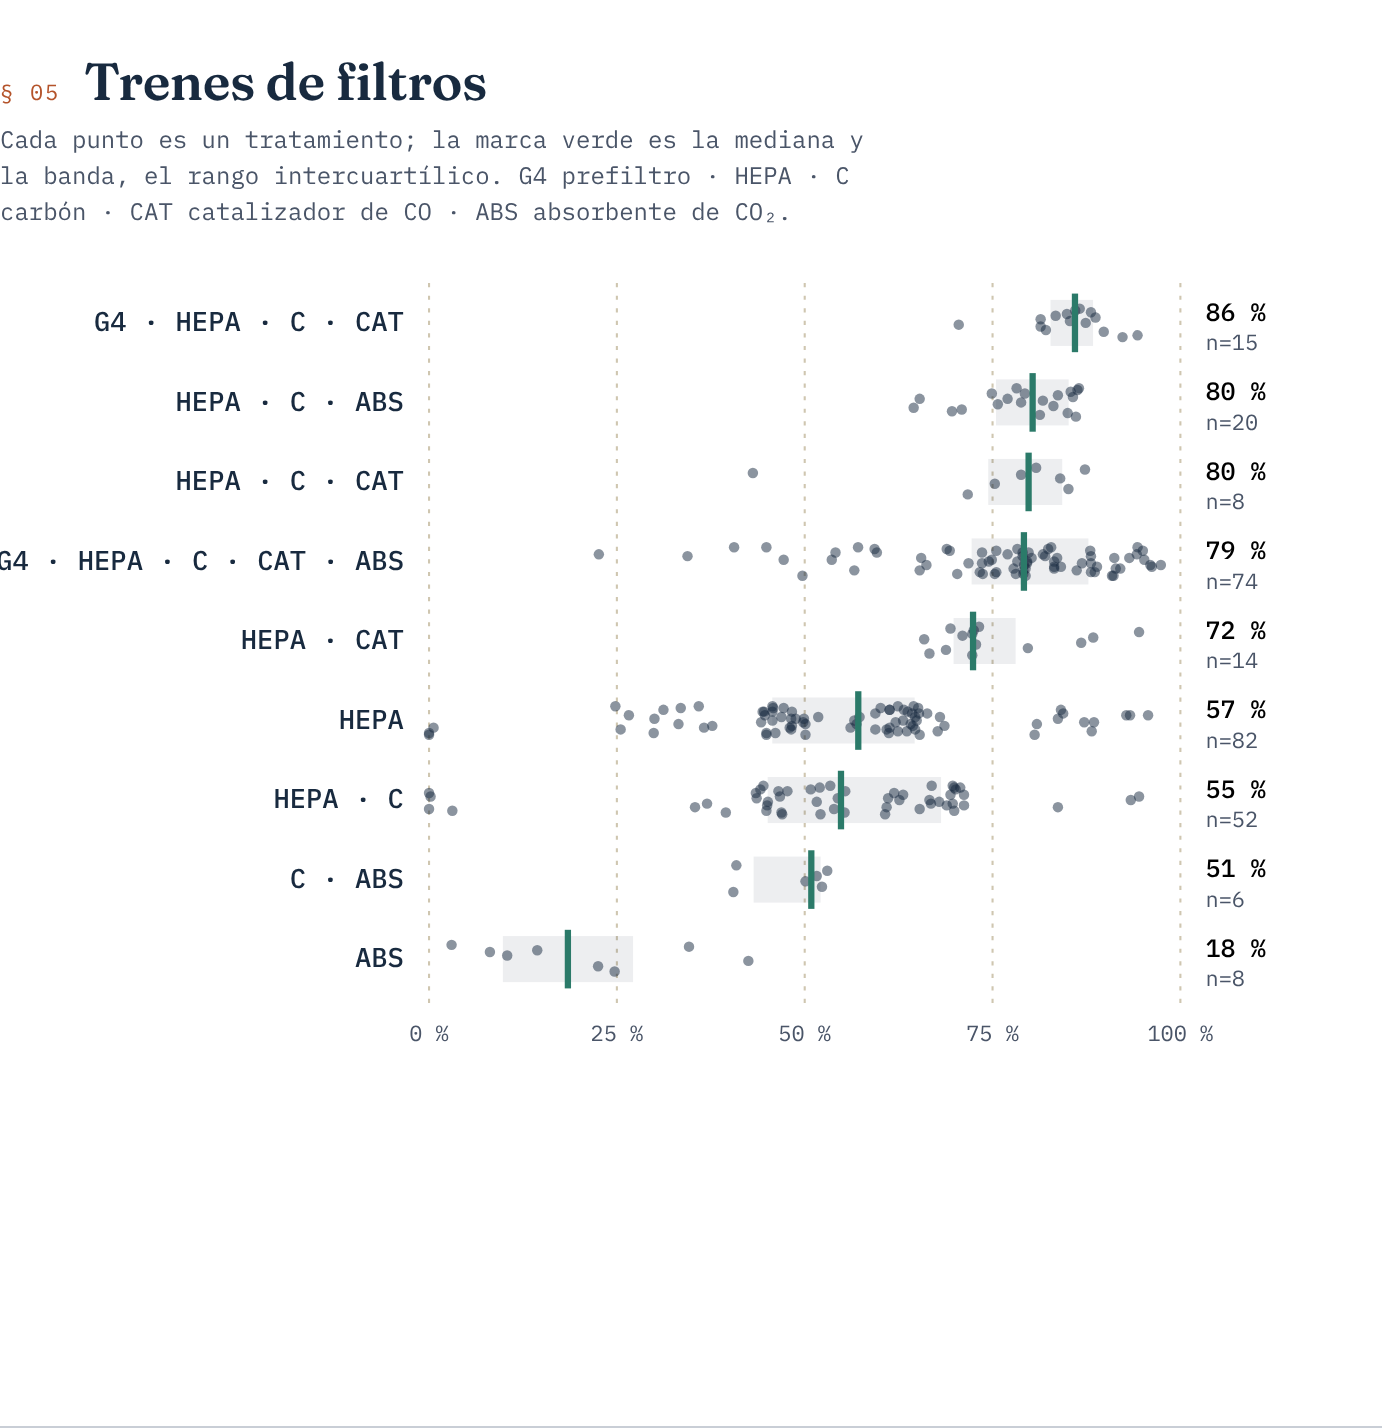 § 05 Trenes de filtros
Cada punto es un tratamiento; la marca verde es la mediana y
la banda, el rango intercuartílico. G4 prefiltro · HEPA · C
carbón · CAT catalizador de CO · ABS absorbente de CO₂.
G4 · HEPA · C · CAT 86 %
n=15
HEPA · C · ABS 80 %
n=20
HEPA · C · CAT 80 %
n=8
G4 · HEPA · C · CAT · ABS 79 %
n=74
HEPA · CAT 72 %
n=14
HEPA 57 %
n=82
HEPA · C 55 %
n=52
C · ABS 51 %
n=6
ABS 18 %
n=8
0 % 25 % 50 % 75 % 100 %